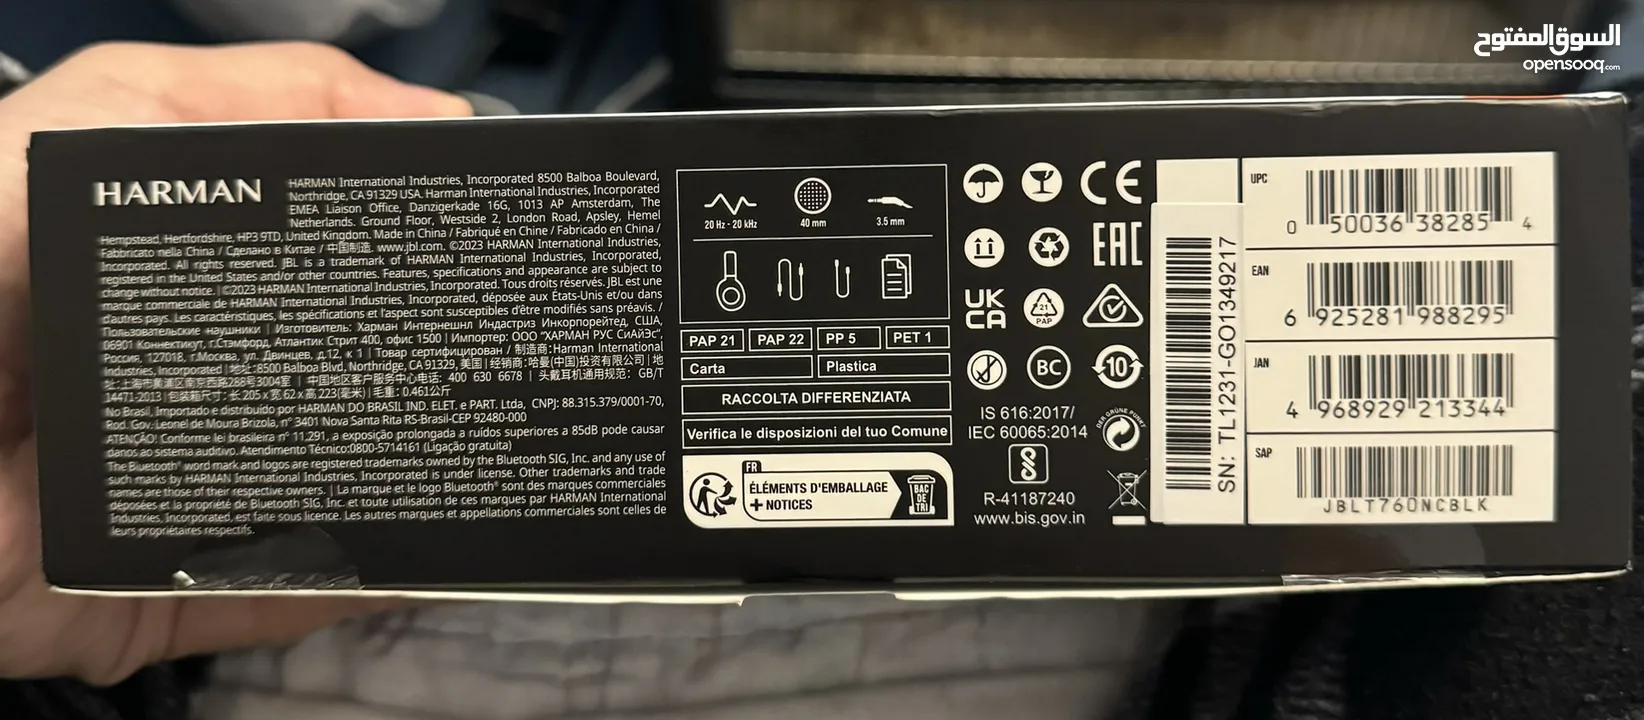 السوق المفتوح
opensooq.com
HARMAN
HARMAN International Industries, Incorporated 8500 Balboa Boulevard,
Northridge, CA 91329 USA. Harman International Industries, Incorporated
EMEA Liaison Office, Danzigerkade 16G, 1013 AP Amsterdam, The
Netherlands. Ground Floor, Westside 2, London Road, Apsley, Hemel
Hempstead, Hertfordshire, HP3 9TD, United Kingdom. Made in China / Fabriqué en Chine / Fabricado en China /
Fabbricato nella China / Сделано в Китае / 中国制造. www.jbl.com. ©2023 HARMAN International Industries,
Incorporated. All rights reserved. JBL is a trademark of HARMAN International Industries, Incorporated,
registered in the United States and/or other countries. Features, specifications and appearance are subject to
change without notice. | ©2023 HARMAN International Industries, Incorporated. Tous droits réservés. JBL est une
marque commerciale de HARMAN International Industries, Incorporated, déposée aux États-Unis et/ou dans
d'autres pays. Les caractéristiques, les spécifications et l'aspect sont susceptibles d'être modifiés sans préavis. /
Пользовательские наушники | Изготовитель: Харман Интернешнл Индастриз Инкорпорейтед, США,
06901 Коннектикут, г.Стэмфорд, Атлантик Стрит 400, офис 1500 | Импортер: ООО "ХАРМАН РУС СиАйЭс",
Россия, 127018, г.Москва, ул. Двинцев, д.12, к 1 | Товар сертифицирован / 制造商: Harman International
Industries, Incorporated | 地址:8500 Balboa Blvd, Northridge, CA 91329, 美国 | 经销商:哈曼(中国)投资有限公司 | 地
址: 上海市黄浦区南京西路288号3004室 | 中国地区客户服务中心电话: 400 630 6678 | 头戴耳机通用规范: GB/T
14471-2013 | 包装箱尺寸: 长 205 x 宽 62 x 高 223(毫米) | 毛重: 0.461公斤
No Brasil, Importado e distribuído por HARMAN DO BRASIL IND. ELET. e PART. Ltda, CNPJ: 88.315.379/0001-70,
Rod. Gov. Leonel de Moura Brizola, n° 3401 Nova Santa Rita RS-Brasil-CEP 92480-000
ATENÇÃO: Conforme lei brasileira n° 11.291, a exposição prolongada a ruídos superiores a 85dB pode causar
danos ao sistema auditivo. Atendimento Técnico:0800-5714161 (Ligação gratuita)
The Bluetooth® word mark and logos are registered trademarks owned by the Bluetooth SIG, Inc. and any use of
such marks by HARMAN International Industries, Incorporated is under license. Other trademarks and trade
names are those of their respective owners. | La marque et le logo Bluetooth® sont des marques commerciales
déposées et la propriété de Bluetooth SIG, Inc. et toute utilisation de ces marques par HARMAN International
Industries, Incorporated, est faite sous licence. Les autres marques et appellations commerciales sont celles de
leurs propriétaires respectifs.
20 Hz - 20 kHz
40 mm
3.5 mm
PAP 21 PAP 22 PP 5 PET 1
Carta Plastica
RACCOLTA DIFFERENZIATA
Verifica le disposizioni del tuo Comune
FR
ÉLÉMENTS D'EMBALLAGE
+ NOTICES
BAC
DE
TRI
CE
EAC
UK
CA
21
PAP
BC
10
IS 616:2017/
IEC 60065:2014
DER GRÜNE PUNKT
R-41187240
www.bis.gov.in
SN: TL1231-GO1349217
UPC
0 50036 38285 4
EAN
6 925281 988295
JAN
4 968929 213344
SAP
JBLT760NCBLK